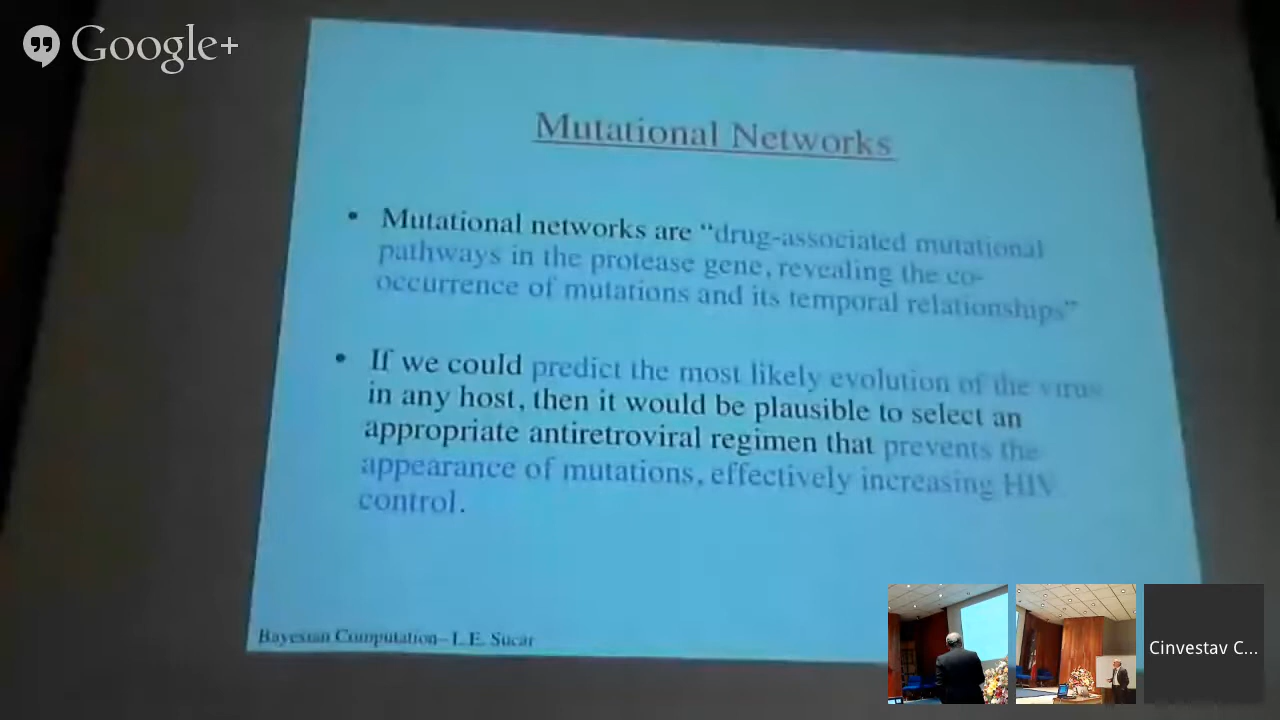 Google+
Mutational Networks
• Mutational networks are “drug-associated mutational
pathways in the protease gene, revealing the co-
occurrence of mutations and its temporal relationships”
• If we could predict the most likely evolution of the virus
in any host, then it would be plausible to select an
appropriate antiretroviral regimen that prevents the
appearance of mutations, effectively increasing HIV
control.
Bayesian Computation– L.E. Sucar
Cinvestav C...